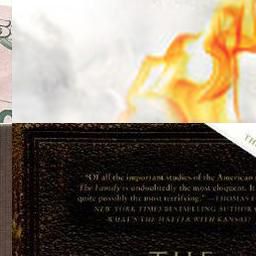 "Of all the important studies of the American
The Family is undoubtedly the most eloquent. It
quite possibly the most terrifying." —THOMAS
NEW YORK TIMES BESTSELLING AUTHOR
WHAT'S THE MATTER WITH KANSAS?
THE